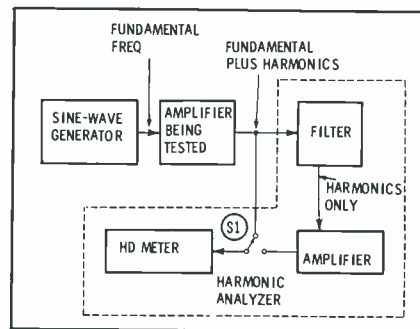 FUNDAMENTAL
FREQ
FUNDAMENTAL
PLUS HARMONICS
SINE-WAVE
GENERATOR
AMPLIFIER
BEING
TESTED
FILTER
HARMONICS
ONLY
S1
HD METER
HARMONIC
ANALYZER
AMPLIFIER